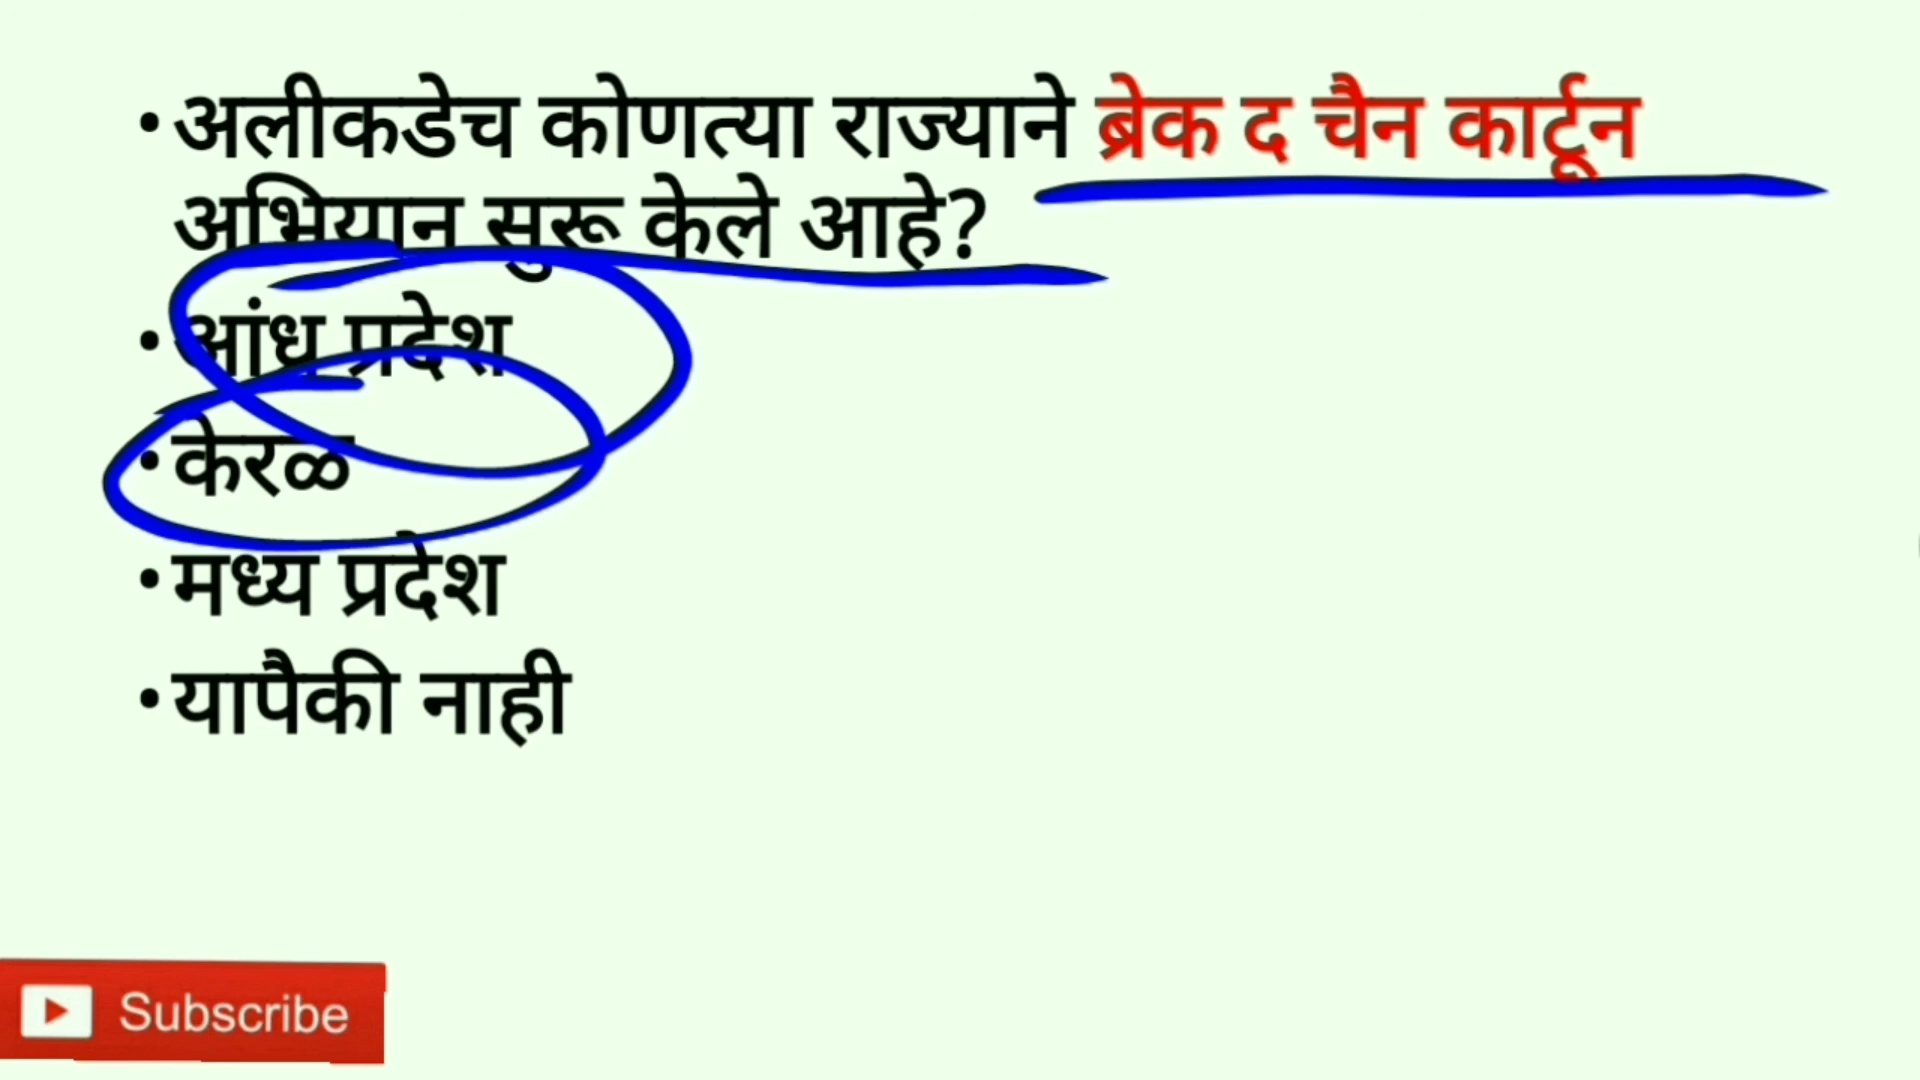 • अलीकडेच कोणत्या राज्याने ब्रेक द चैन कार्टून
अभियान सुरू केले आहे?
• आंध्र प्रदेश
• केरळ
• मध्य प्रदेश
• यापैकी नाही
Subscribe